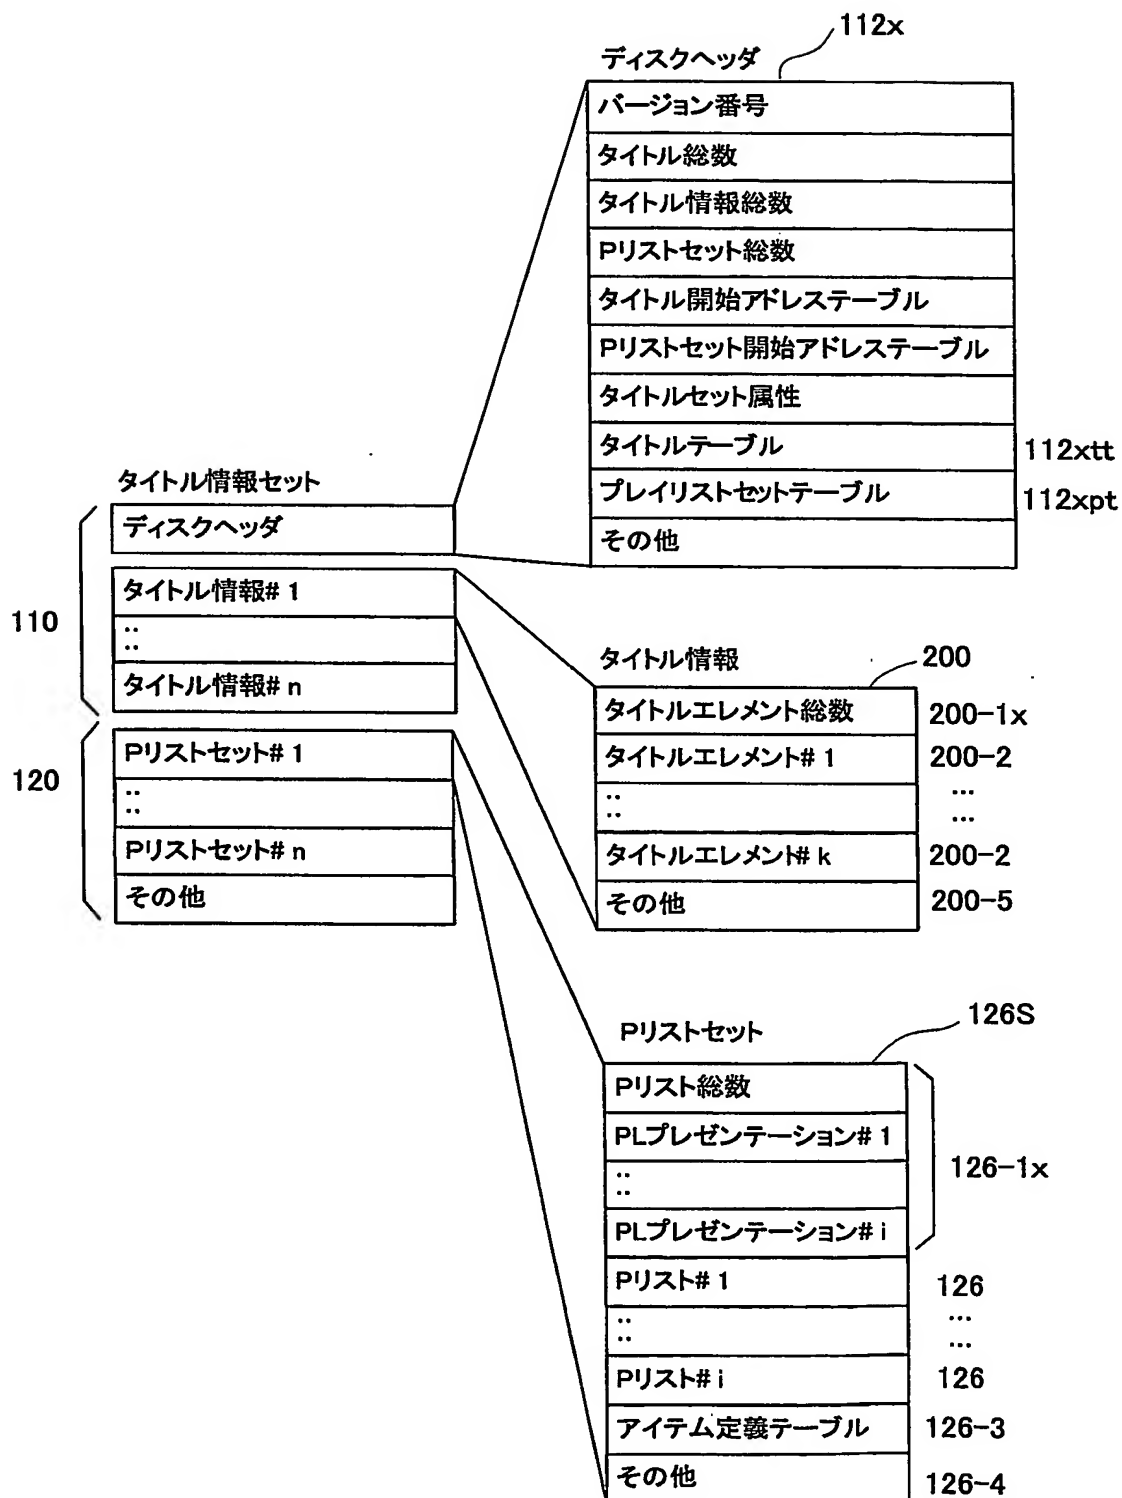 112x
ディスクヘッダ
バージョン番号
タイトル総数
タイトル情報総数
Pリストセット総数
タイトル開始アドレステーブル
Pリストセット開始アドレステーブル
タイトルセット属性
タイトルテーブル 112xtt
プレイリストセットテーブル 112xpt
その他
タイトル情報セット
ディスクヘッダ
110
タイトル情報#1
::
タイトル情報#n
120
Pリストセット#1
::
Pリストセット#n
その他
タイトル情報 200
タイトルエレメント総数 200-1x
タイトルエレメント#1 200-2
:: ...
...
タイトルエレメント#k 200-2
その他 200-5
Pリストセット 126S
Pリスト総数
PLプレゼンテーション#1
::
126-1x
PLプレゼンテーション#i
Pリスト#1 126
:: ...
...
Pリスト#i 126
アイテム定義テーブル 126-3
その他 126-4